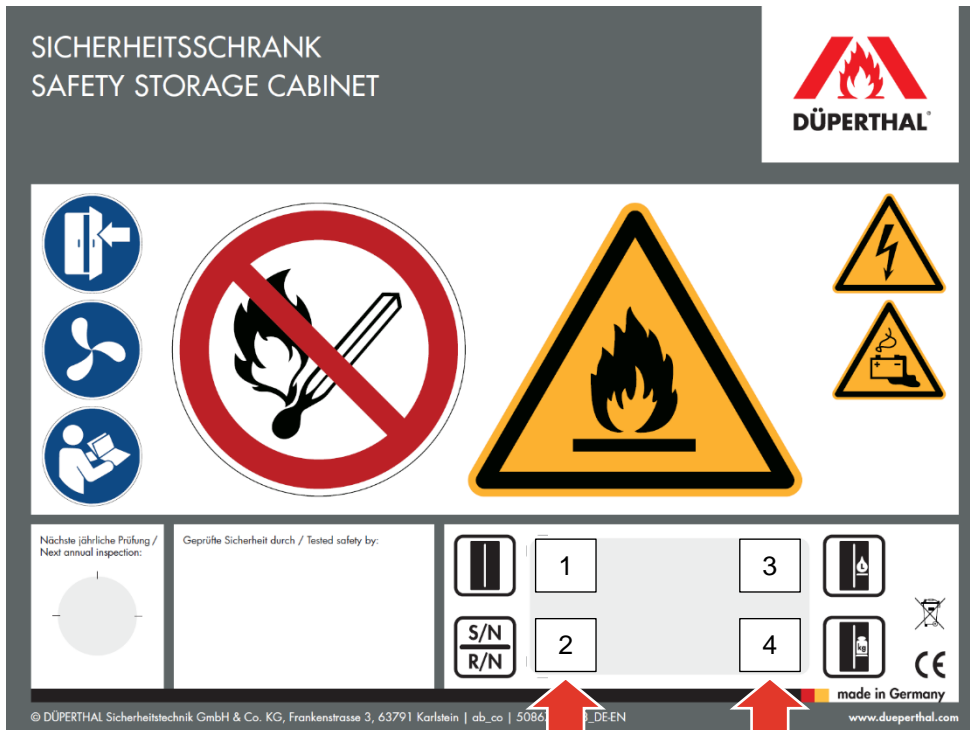 SICHERHEITSSCHRANK
SAFETY STORAGE CABINET
DÜPERTHAL®
Nächste jährliche Prüfung /
Next annual inspection:
Geprüfte Sicherheit durch / Tested safety by:
1
3
L
S/N
R/N
2
4
kg
CE
made in Germany
© DÜPERTHAL Sicherheitstechnik GmbH & Co. KG, Frankenstrasse 3, 63791 Karlstein | ab_co | _DE-EN
www.dueperthal.com